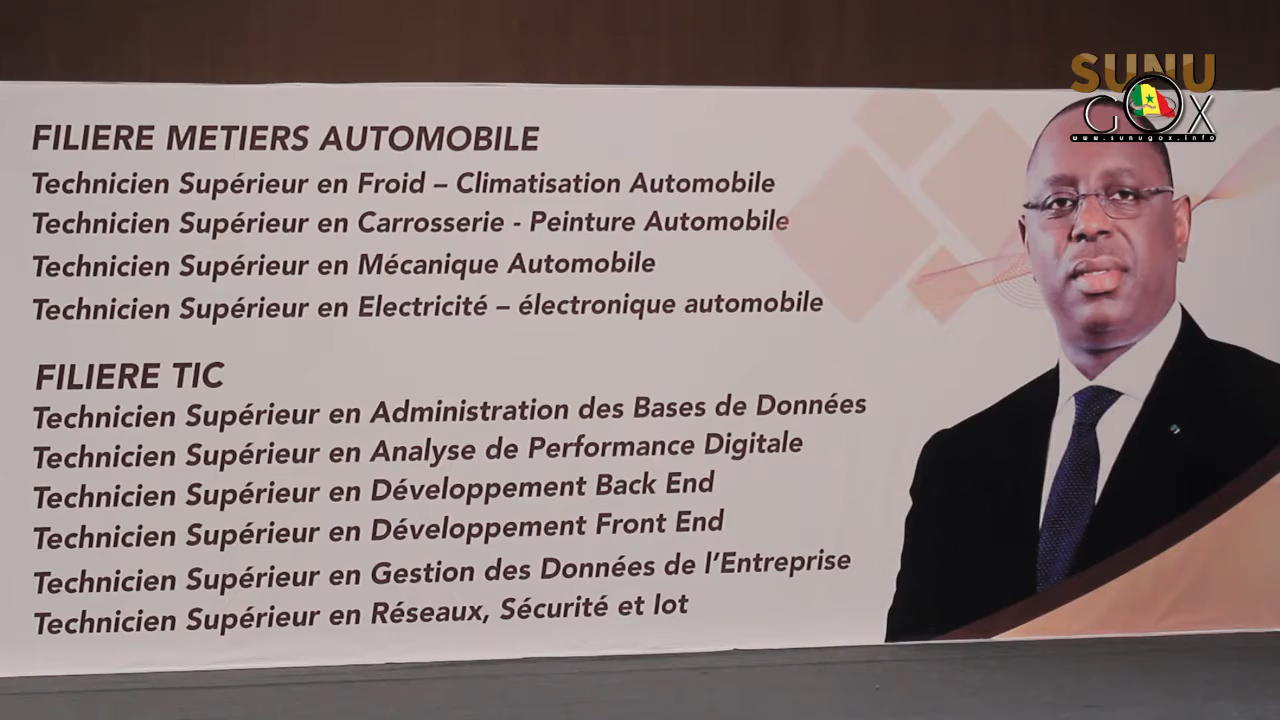 SUNU
GOX
www.sunugox.info
FILIERE METIERS AUTOMOBILE
Technicien Supérieur en Froid – Climatisation Automobile
Technicien Supérieur en Carrosserie - Peinture Automobile
Technicien Supérieur en Mécanique Automobile
Technicien Supérieur en Electricité – électronique automobile
FILIERE TIC
Technicien Supérieur en Administration des Bases de Données
Technicien Supérieur en Analyse de Performance Digitale
Technicien Supérieur en Développement Back End
Technicien Supérieur en Développement Front End
Technicien Supérieur en Gestion des Données de l’Entreprise
Technicien Supérieur en Réseaux, Sécurité et Iot